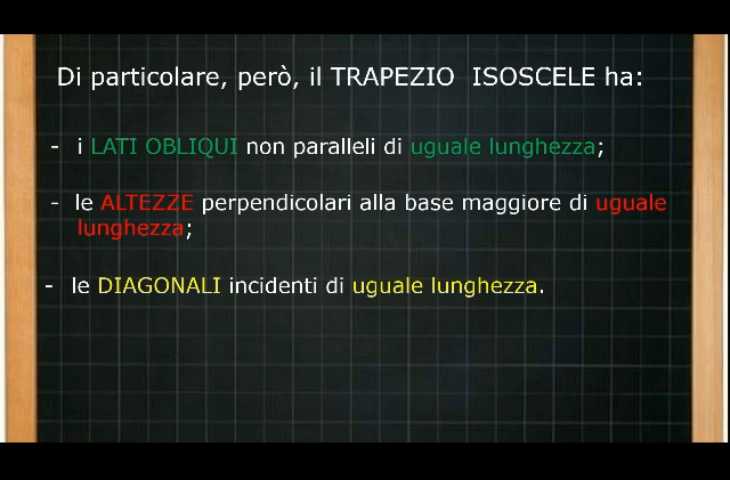 Di particolare, però, il TRAPEZIO ISOSCELE ha:
- i LATI OBLIQUI non paralleli di uguale lunghezza;
- le ALTEZZE perpendicolari alla base maggiore di uguale
lunghezza;
- le DIAGONALI incidenti di uguale lunghezza.